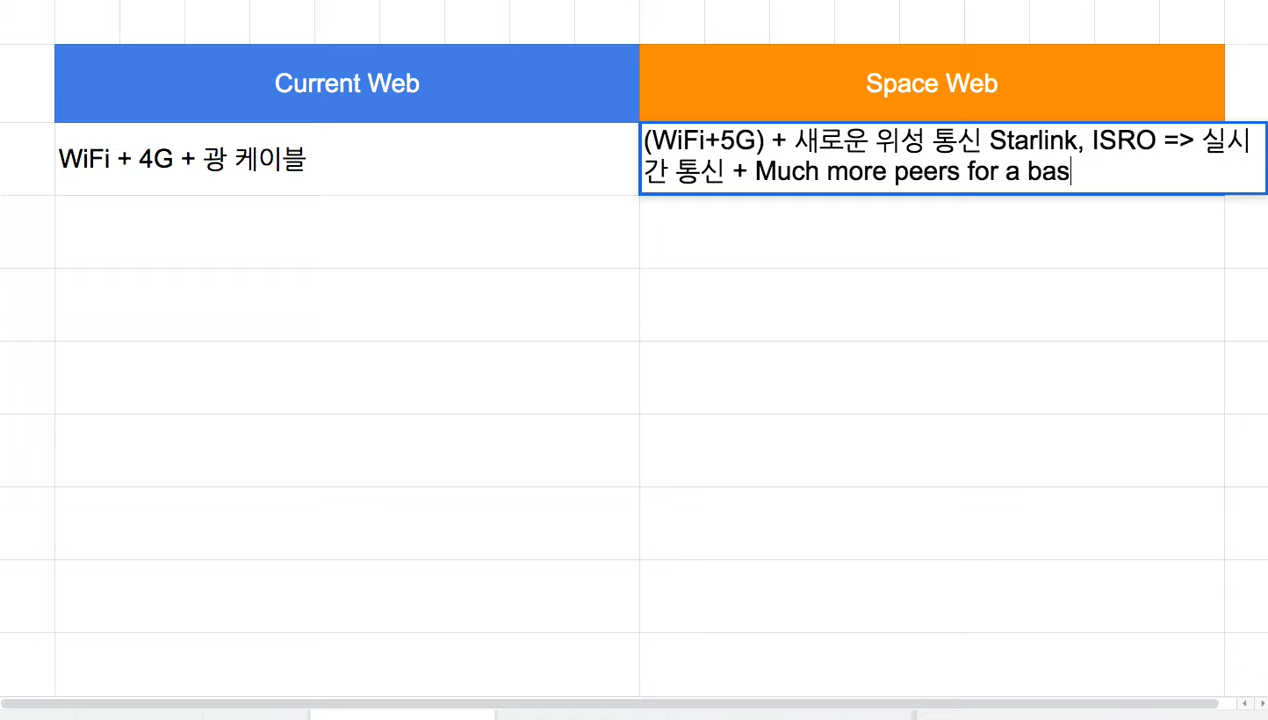 Current Web
Space Web
WiFi + 4G + 광 케이블
(WiFi+5G) + 새로운 위성 통신 Starlink, ISRO => 실시
간 통신 + Much more peers for a bas